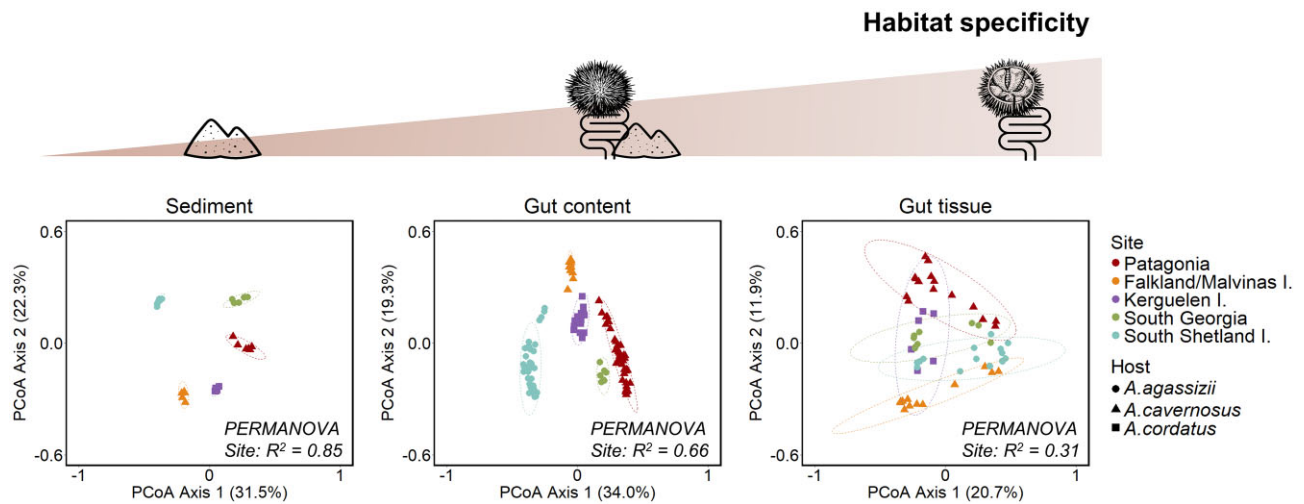 Habitat specificity
Sediment
0.6
0.0
-0.6
PCoA Axis 2 (22.3%)
-1
0
1
PCoA Axis 1 (31.5%)
PERMANOVA
Site: R² = 0.85
Gut content
0.6
0.0
-0.6
PCoA Axis 2 (19.3%)
-1
0
1
PCoA Axis 1 (34.0%)
PERMANOVA
Site: R² = 0.66
Gut tissue
0.6
0.0
-0.6
PCoA Axis 2 (11.9%)
-1
0
1
PCoA Axis 1 (20.7%)
PERMANOVA
Site: R² = 0.31
Site
Patagonia
Falkland/Malvinas I.
Kerguelen I.
South Georgia
South Shetland I.
Host
A.agassizii
A.cavernosus
A.cordatus